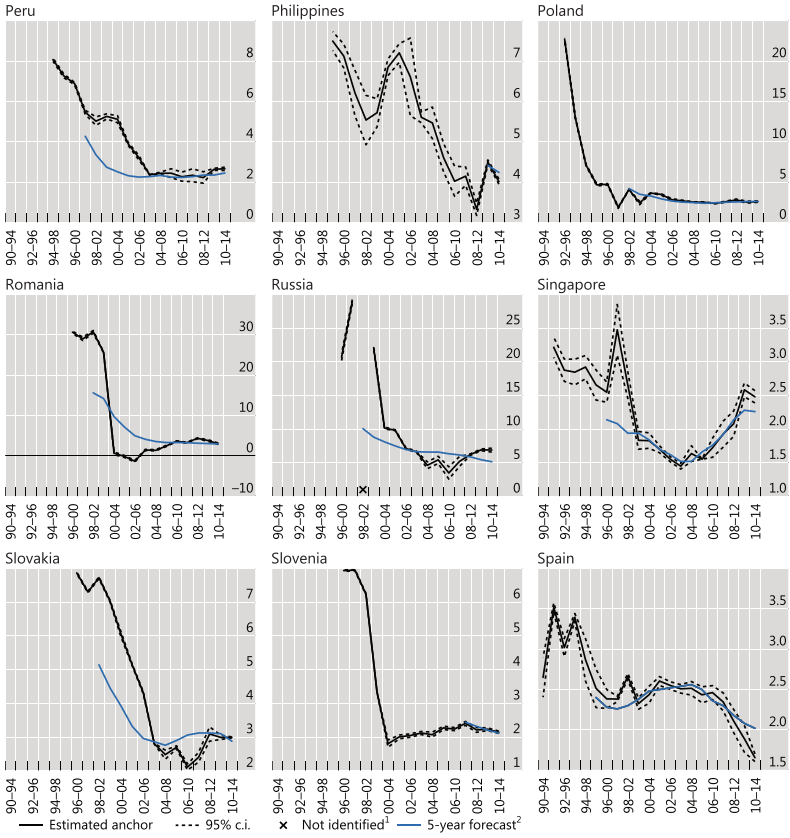 Peru Philippines Poland
8 7 20
6 6 15
4 5 10
2 4 5
0 3 0
90–94 92–96 94–98 96–00 98–02 00–04 02–06 04–08 06–10 08–12 10–14 90–94 92–96 94–98 96–00 98–02 00–04 02–06 04–08 06–10 08–12 10–14 90–94 92–96 94–98 96–00 98–02 00–04 02–06 04–08 06–10 08–12 10–14
Romania Russia Singapore
30 25 3.5
20 20 3.0
10 15 2.5
0 10 2.0
–10 5 1.5
0 1.0
90–94 92–96 94–98 96–00 98–02 00–04 02–06 04–08 06–10 08–12 10–14 90–94 92–96 94–98 96–00 98–02 00–04 02–06 04–08 06–10 08–12 10–14 90–94 92–96 94–98 96–00 98–02 00–04 02–06 04–08 06–10 08–12 10–14
Slovakia Slovenia Spain
7 6 3.5
6 5 3.0
5 4 2.5
4 3 2.0
3 2 1.5
2 1
90–94 92–96 94–98 96–00 98–02 00–04 02–06 04–08 06–10 08–12 10–14 90–94 92–96 94–98 96–00 98–02 00–04 02–06 04–08 06–10 08–12 10–14 90–94 92–96 94–98 96–00 98–02 00–04 02–06 04–08 06–10 08–12 10–14
Estimated anchor 95% c.i. × Not identified¹ 5-year forecast²